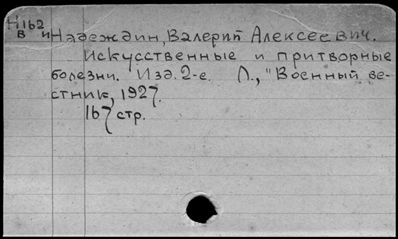 Н162
в и Надеждин, Валерий Алексеевич.
Искусственные и притворные
болезни. Изд. 2-е. Л., "Военный ве-
стник, 1927.
167 стр.